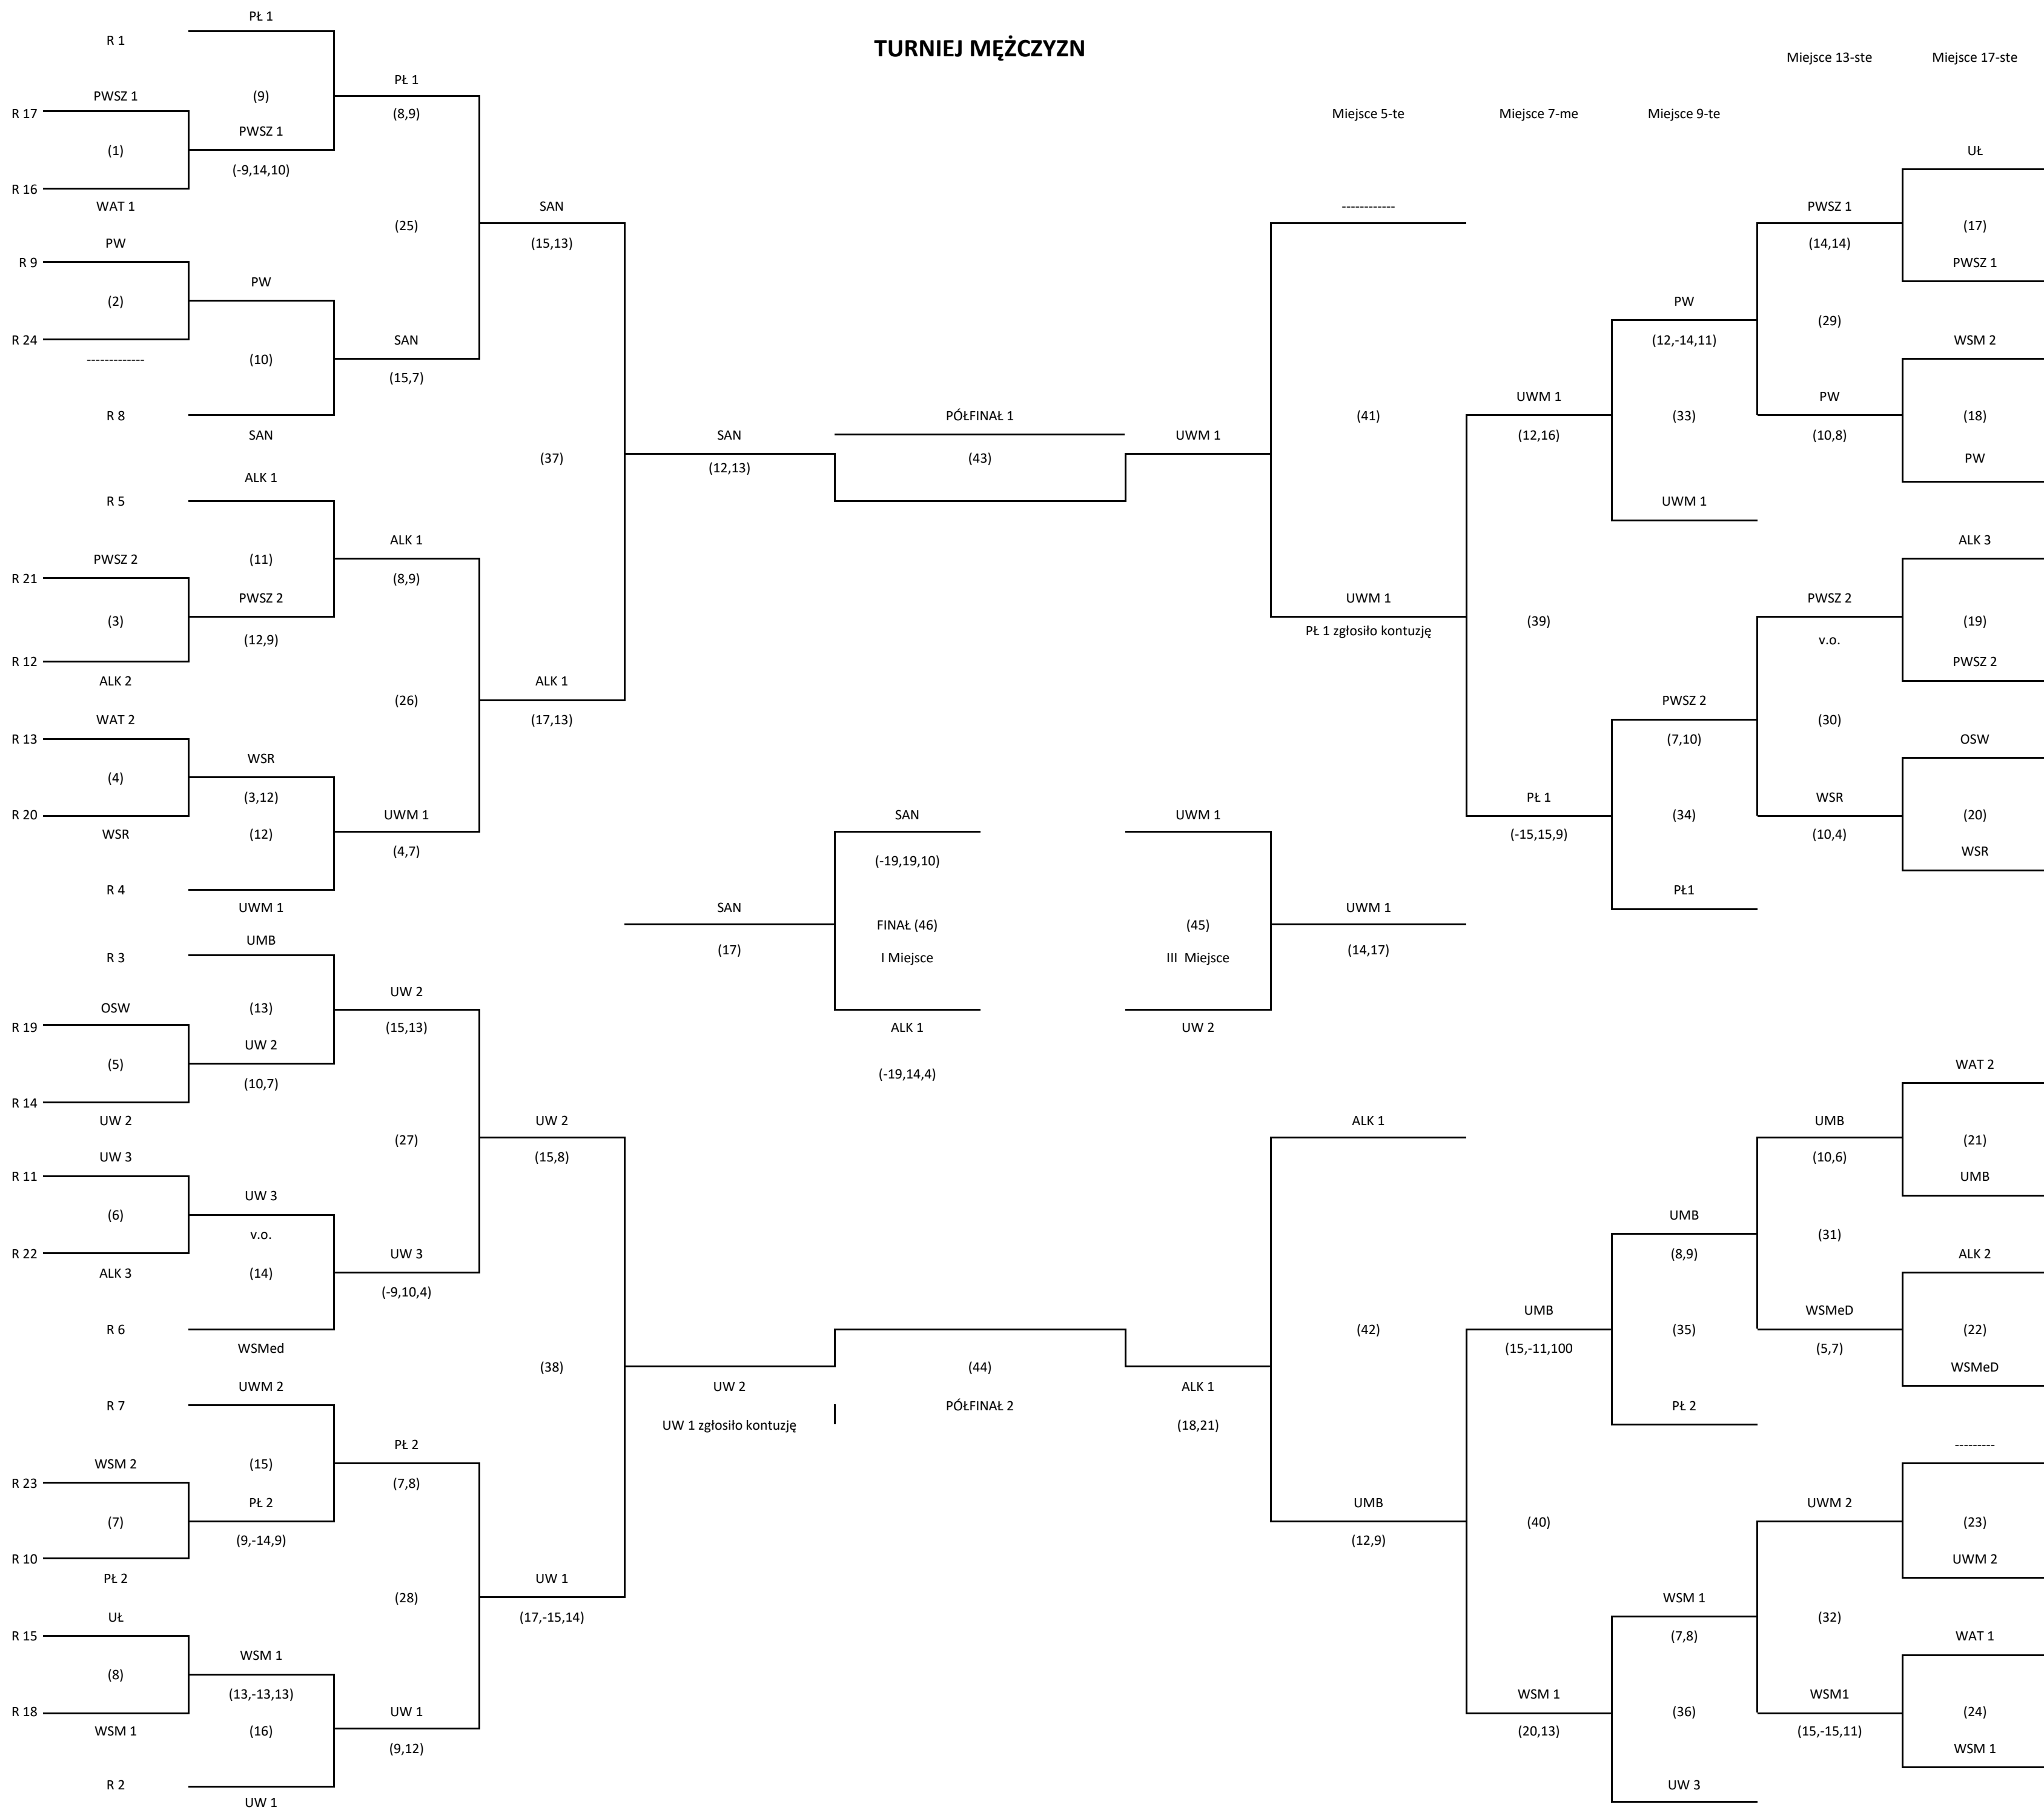 TURNIEJ MĘŻCZYZN
PŁ 1
R 1
PWSZ 1
(9)
PŁ 1
R 17
(8,9)
PWSZ 1
(1)
(-9,14,10)
R 16
WAT 1
(25)
SAN
PW
(15,13)
R 9
PW
(2)
R 24
SAN
-------------
(10)
(15,7)
R 8
SAN
(37)
SAN
(12,13)
ALK 1
R 5
ALK 1
PWSZ 2
(11)
R 21
(8,9)
PWSZ 2
(3)
(12,9)
R 12
ALK 2
ALK 1
(26)
(17,13)
WAT 2
R 13
WSR
(4)
(3,12)
R 20
UWM 1
WSR
(12)
(4,7)
R 4
UWM 1
UMB
R 3
UW 2
OSW
(13)
R 19
(15,13)
UW 2
(5)
(10,7)
R 14
UW 2
UW 2
(27)
(15,8)
UW 3
R 11
UW 3
(6)
v.o.
R 22
UW 3
ALK 3
(14)
(-9,10,4)
R 6
WSMed
(38)
UW 2
UW 1 zgłosiło kontuzję
UWM 2
R 7
PŁ 2
WSM 2
(15)
R 23
(7,8)
PŁ 2
(7)
(9,-14,9)
R 10
PŁ 2
UW 1
(28)
(17,-15,14)
UŁ
R 15
WSM 1
(8)
(13,-13,13)
R 18
UW 1
WSM 1
(16)
(9,12)
R 2
UW 1
PÓŁFINAŁ 1
(43)
UWM 1
SAN
(-19,19,10)
SAN
FINAŁ (46)
(17)
I Miejsce
ALK 1
(-19,14,4)
UWM 1
(45)
UWM 1
III Miejsce
(14,17)
UW 2
(44)
ALK 1
PÓŁFINAŁ 2
(18,21)
Miejsce 5-te
Miejsce 7-me
Miejsce 9-te
Miejsce 13-ste
Miejsce 17-ste
UŁ
------------
PWSZ 1
(17)
(14,14)
PWSZ 1
PW
(29)
(12,-14,11)
WSM 2
UWM 1
PW
(41)
(33)
(18)
(12,16)
(10,8)
PW
UWM 1
ALK 3
UWM 1
PWSZ 2
PŁ 1 zgłosiło kontuzję
(39)
(19)
v.o.
PWSZ 2
PWSZ 2
(30)
(7,10)
OSW
PŁ 1
WSR
(34)
(20)
(-15,15,9)
(10,4)
WSR
PŁ1
WAT 2
ALK 1
UMB
(21)
(10,6)
UMB
UMB
(31)
(8,9)
ALK 2
UMB
WSMeD
(42)
(35)
(22)
(15,-11,100
(5,7)
WSMeD
PŁ 2
---------
UMB
UWM 2
(12,9)
(40)
(23)
UWM 2
WSM 1
(32)
(7,8)
WAT 1
WSM 1
WSM1
(36)
(24)
(20,13)
(15,-15,11)
WSM 1
UW 3